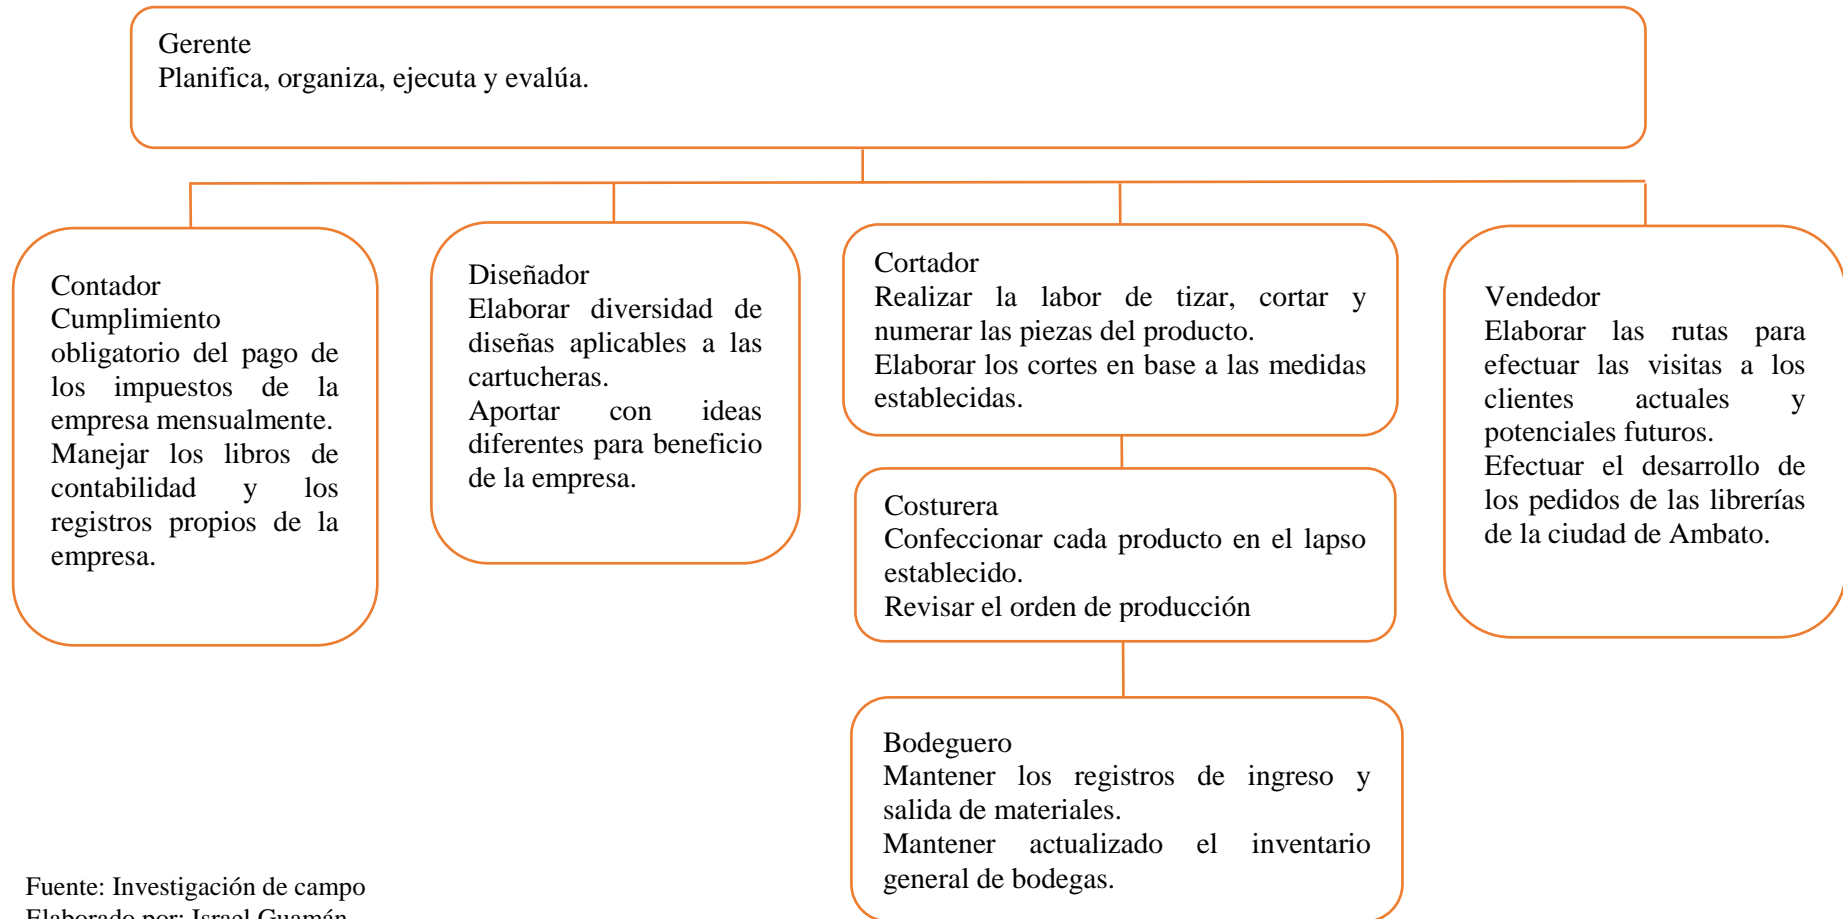 Gerente
Planifica, organiza, ejecuta y evalúa.
Contador
Cumplimiento
obligatorio del pago de
los impuestos de la
empresa mensualmente.
Manejar los libros de
contabilidad y los
registros propios de la
empresa.
Diseñador
Elaborar diversidad de
diseñas aplicables a las
cartucheras.
Aportar con ideas
diferentes para beneficio
de la empresa.
Cortador
Realizar la labor de tizar, cortar y
numerar las piezas del producto.
Elaborar los cortes en base a las medidas
establecidas.
Costurera
Confeccionar cada producto en el lapso
establecido.
Revisar el orden de producción
Bodeguero
Mantener los registros de ingreso y
salida de materiales.
Mantener actualizado el inventario
general de bodegas.
Vendedor
Elaborar las rutas para
efectuar las visitas a los
clientes actuales y
potenciales futuros.
Efectuar el desarrollo de
los pedidos de las librerías
de la ciudad de Ambato.
Fuente: Investigación de campo
Elaborado por: Israel Guamán